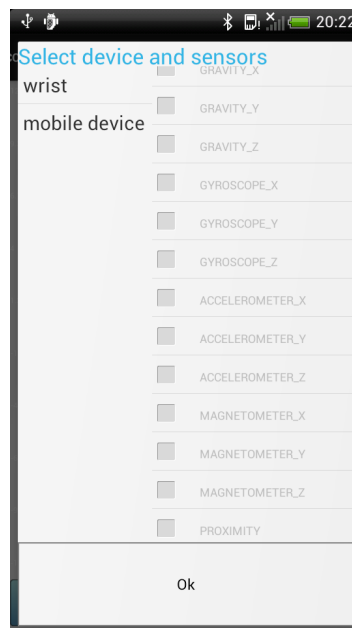 20:22
Select device and sensors
wrist
mobile device
GRAVITY_X
GRAVITY_Y
GRAVITY_Z
GYROSCOPE_X
GYROSCOPE_Y
GYROSCOPE_Z
ACCELEROMETER_X
ACCELEROMETER_Y
ACCELEROMETER_Z
MAGNETOMETER_X
MAGNETOMETER_Y
MAGNETOMETER_Z
PROXIMITY
Ok